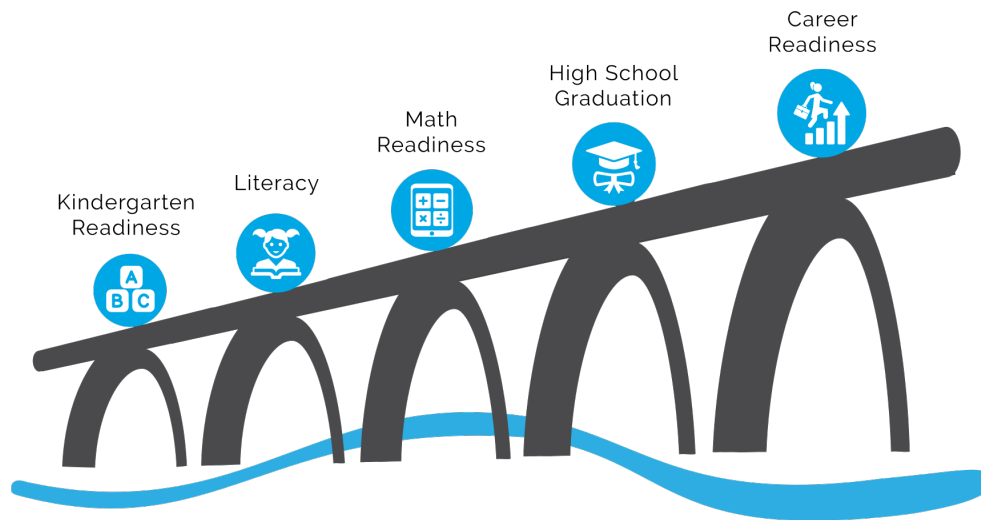 Kindergarten
Readiness
Literacy
Math
Readiness
High School
Graduation
Career
Readiness
A
B C
+ −
× ÷